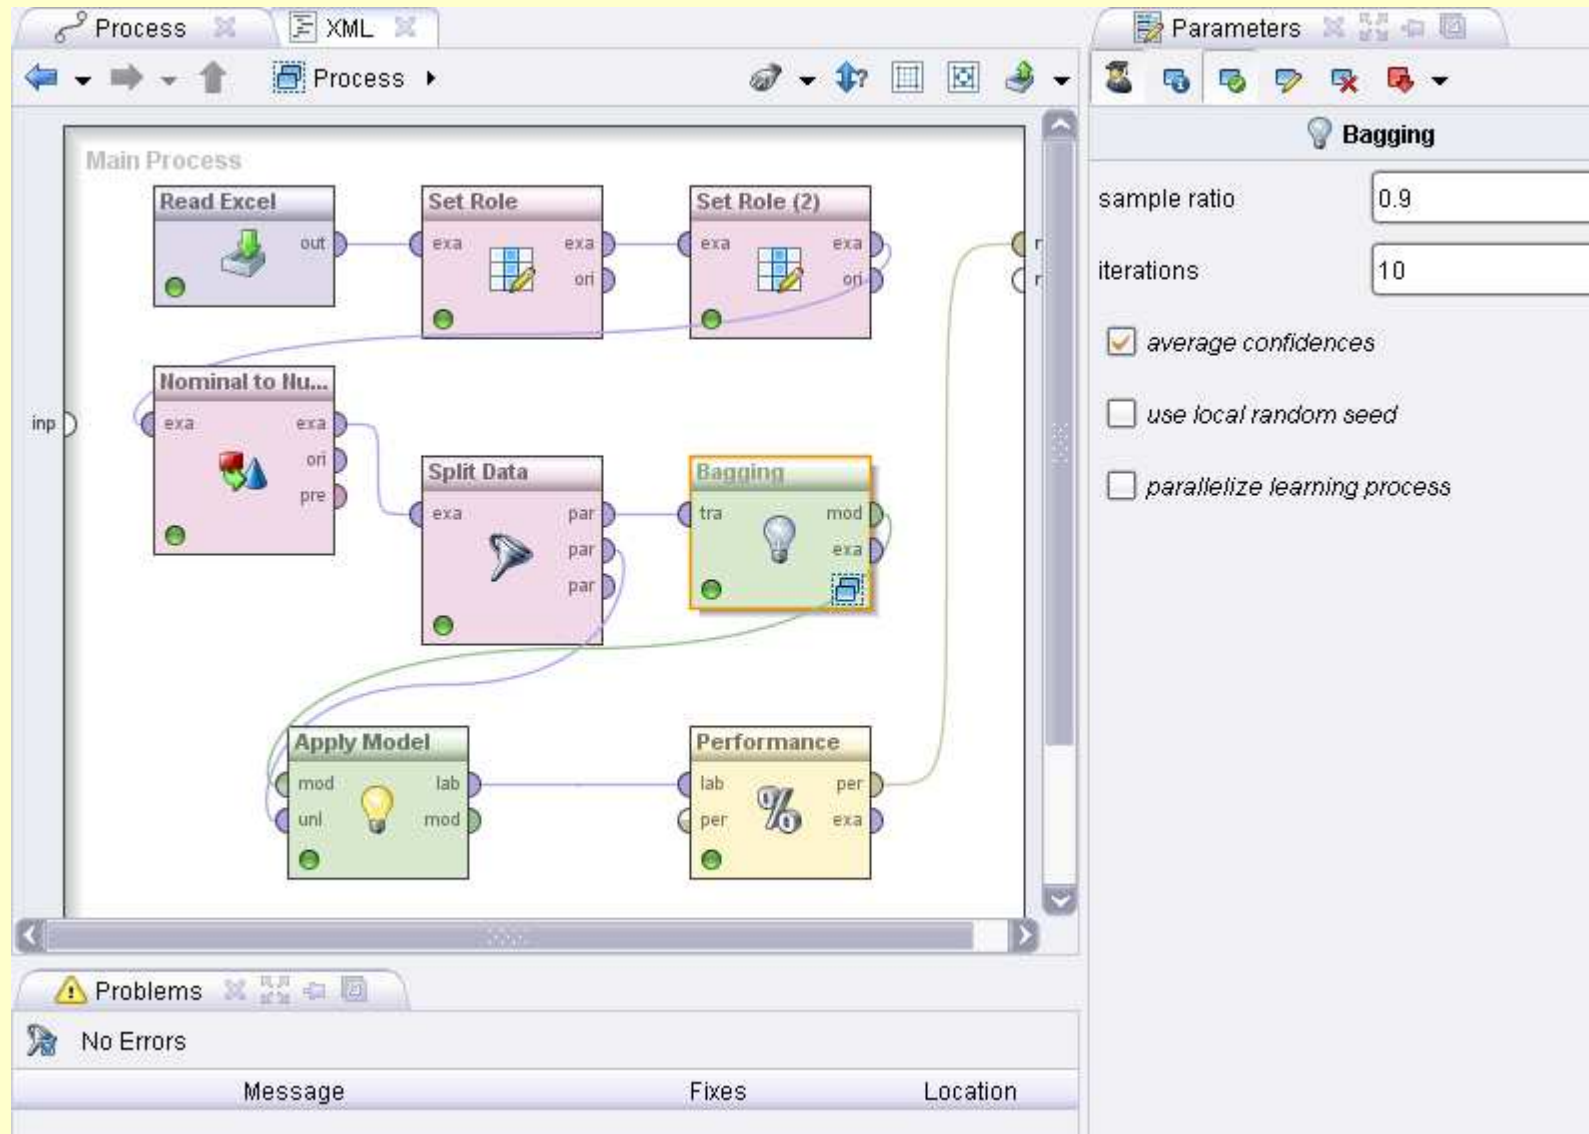 Process
XML
Parameters
Process
Bagging
Main Process
Read Excel
out
Set Role
exa exa
ori
Set Role (2)
exa exa
ori
r
r
sample ratio 0.9
iterations 10
average confidences
use local random seed
parallelize learning process
inp
Nominal to Nu...
exa exa
ori
pre
Split Data
exa par
par
par
Bagging
tra mod
exa
Apply Model
mod lab
unl mod
Performance
lab per
per exa
Problems
No Errors
Message Fixes Location